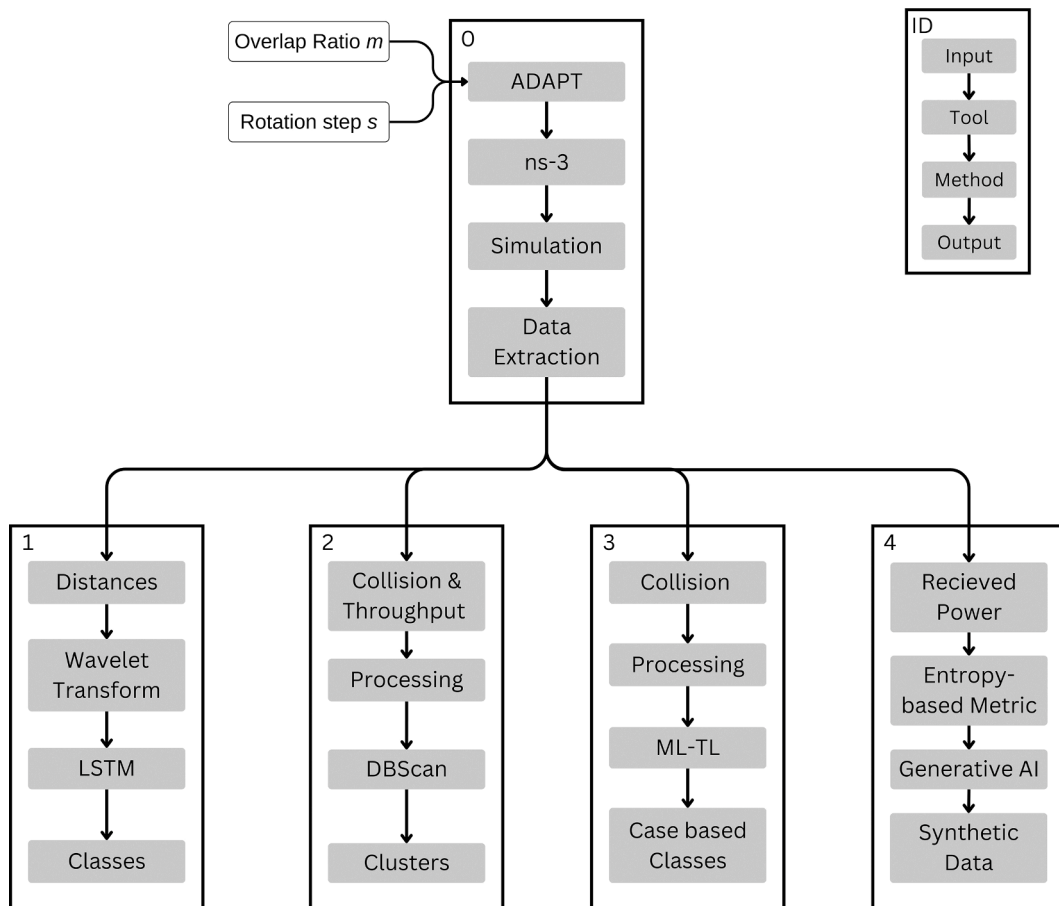 Overlap Ratio m
Rotation step s
0
ADAPT
ns-3
Simulation
Data
Extraction
ID
Input
Tool
Method
Output
1
Distances
Wavelet
Transform
LSTM
Classes
2
Collision &
Throughput
Processing
DBScan
Clusters
3
Collision
Processing
ML-TL
Case based
Classes
4
Recieved
Power
Entropy-
based Metric
Generative AI
Synthetic
Data